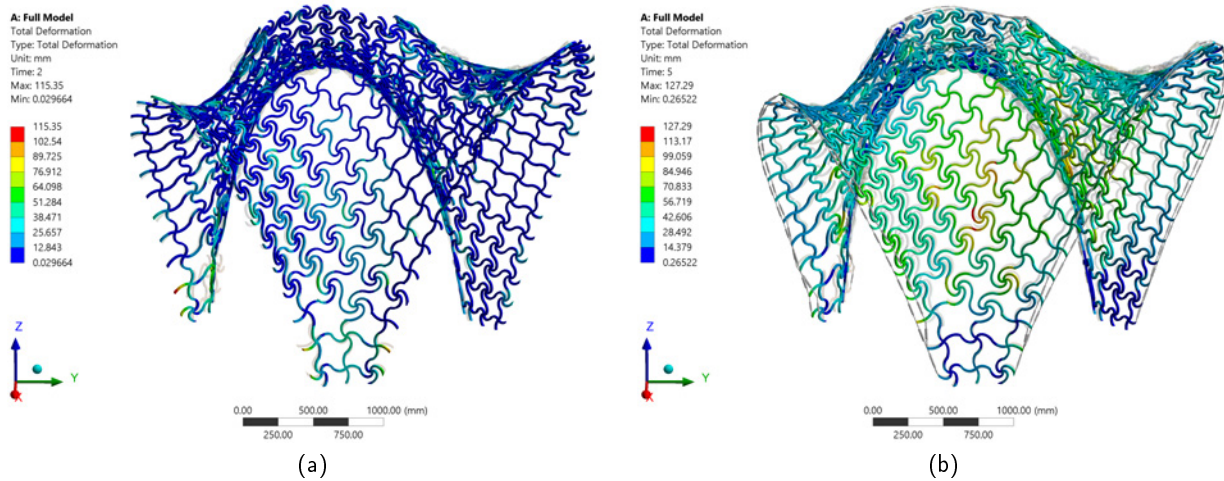 A: Full Model
Total Deformation
Type: Total Deformation
Unit: mm
Time: 2
Max: 115.35
Min: 0.029664
115.35
102.54
89.725
76.912
64.098
51.284
38.471
25.657
12.843
0.029664
Z
Y
X
0.00
500.00
1000.00 (mm)
250.00
750.00
(a)
A: Full Model
Total Deformation
Type: Total Deformation
Unit: mm
Time: 5
Max: 127.29
Min: 0.26522
127.29
113.17
99.059
84.946
70.833
56.719
42.606
28.492
14.379
0.26522
Z
Y
X
0.00
500.00
1000.00 (mm)
250.00
750.00
(b)